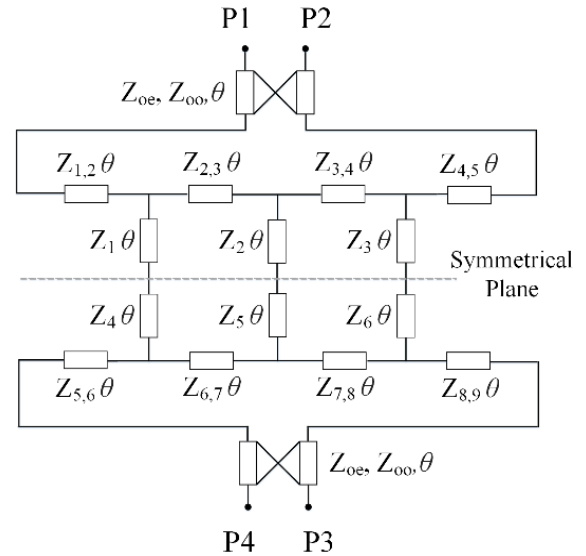 P1 P2
Zoe, Zoo,θ
Z1,2 θ Z2,3 θ Z3,4 θ Z4,5 θ
Z1 θ Z2 θ Z3 θ
Symmetrical
Plane
Z4 θ Z5 θ Z6 θ
Z5,6 θ Z6,7 θ Z7,8 θ Z8,9 θ
Zoe, Zoo,θ
P4 P3